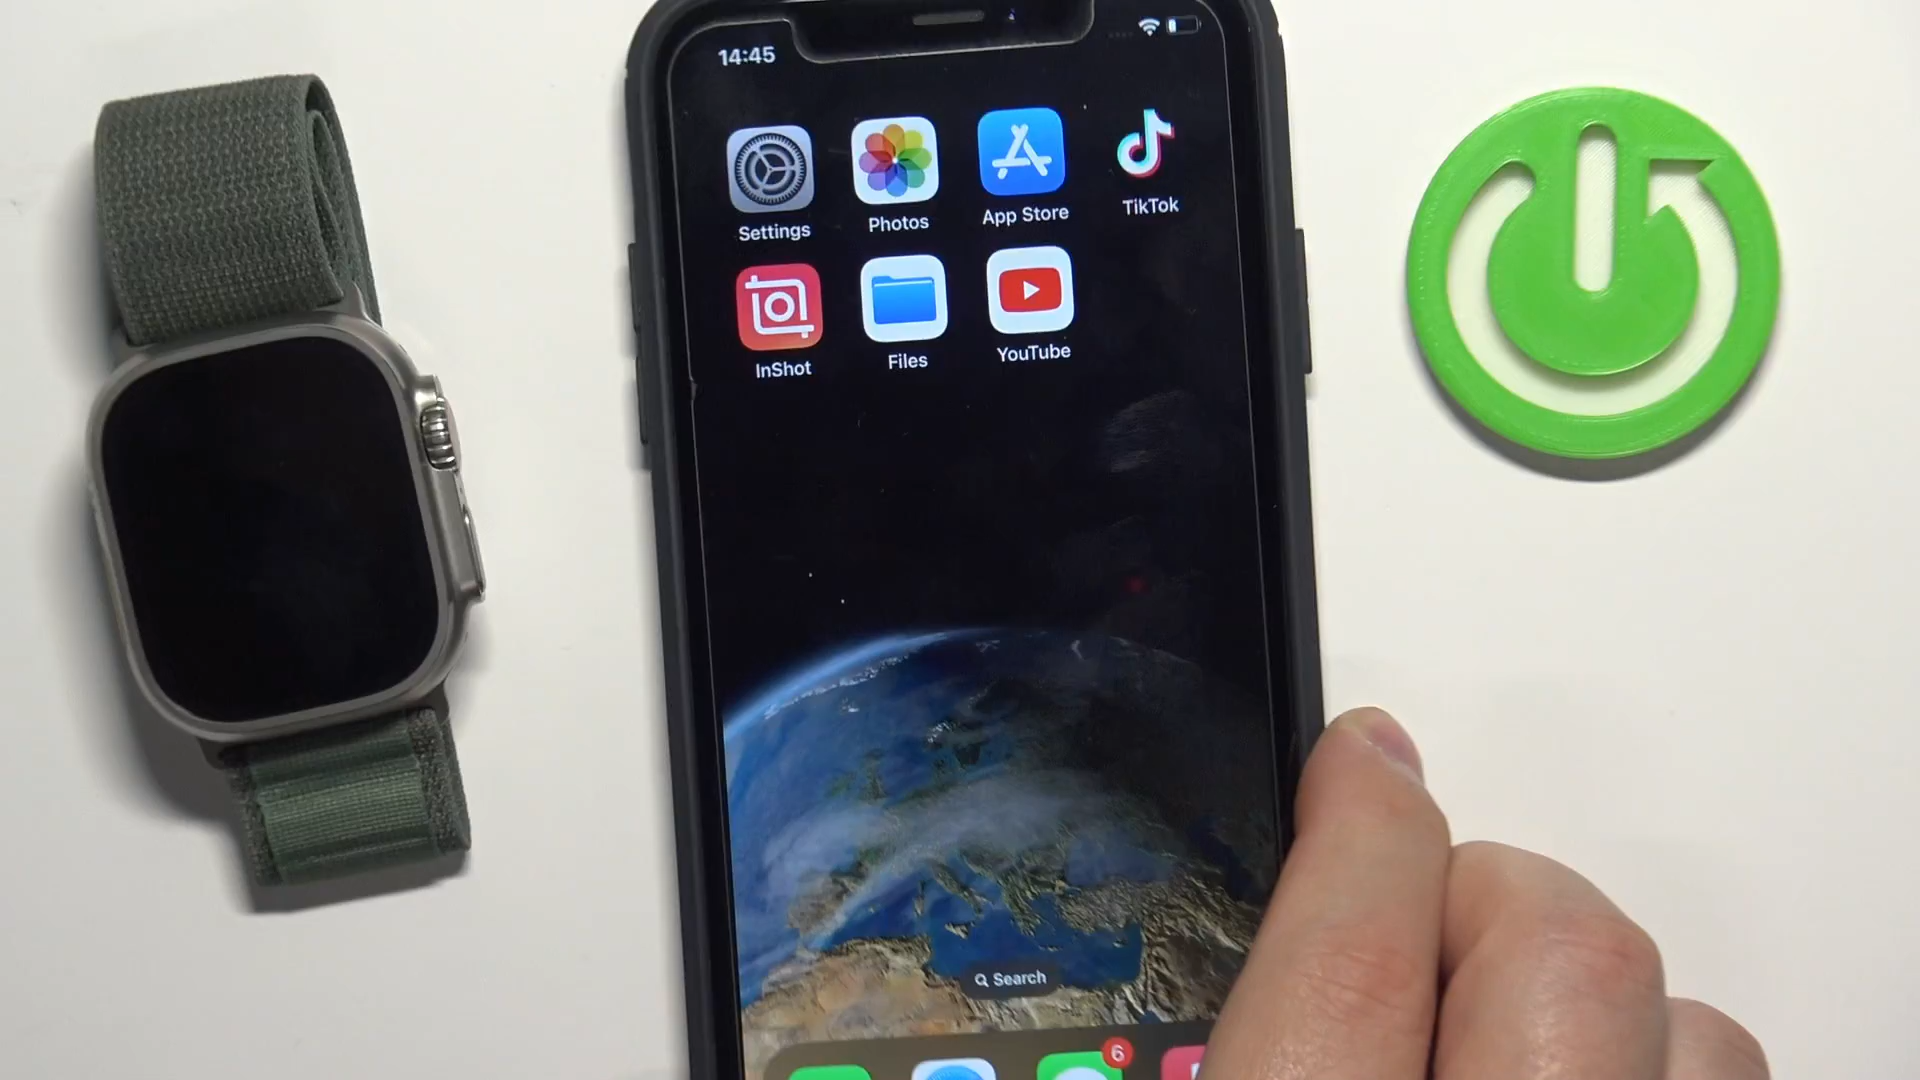 14:45
Settings
Photos
App Store
TikTok
InShot
Files
YouTube
Search
6